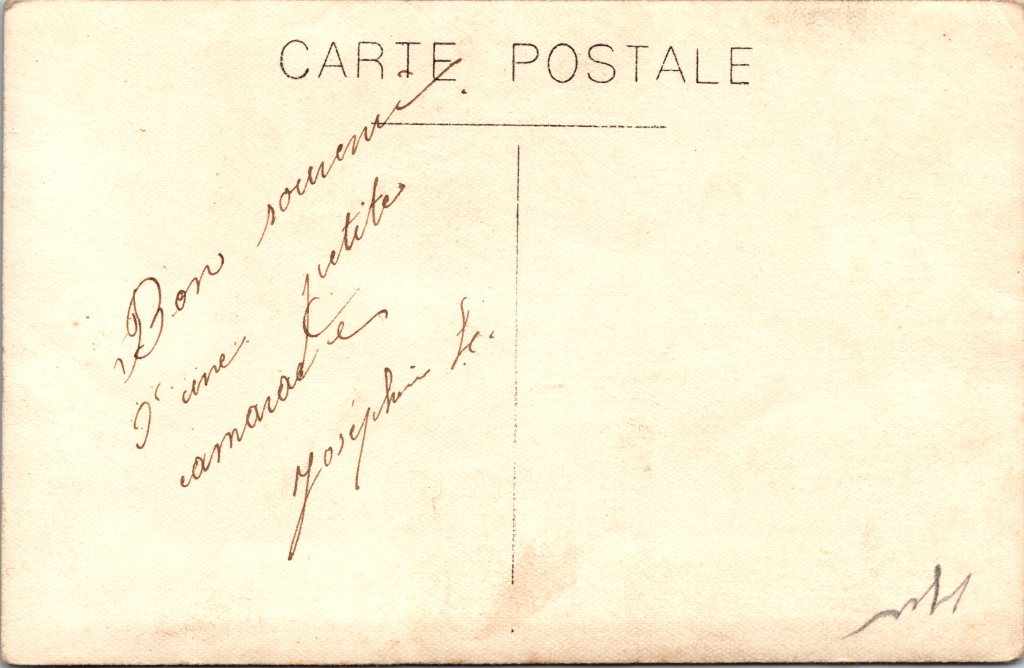 CARTE POSTALE
Bon souvenir.
d'une petite
camarade
Joséphine